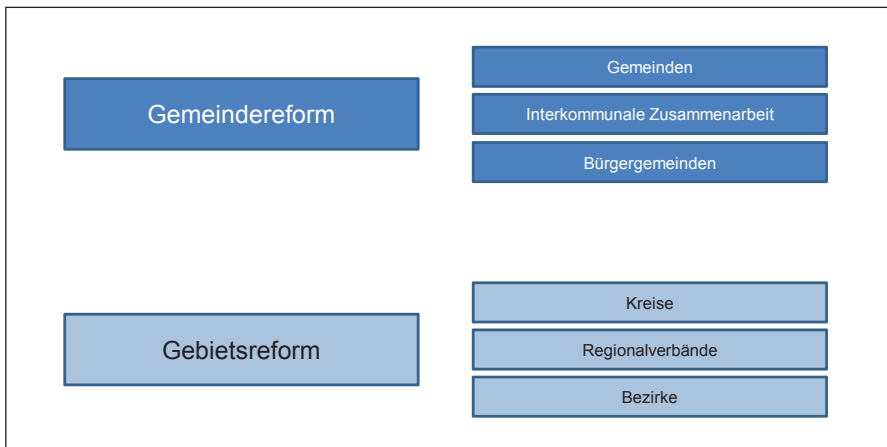 Gemeindereform
Gemeinden
Interkommunale Zusammenarbeit
Bürgergemeinden
Gebietsreform
Kreise
Regionalverbände
Bezirke